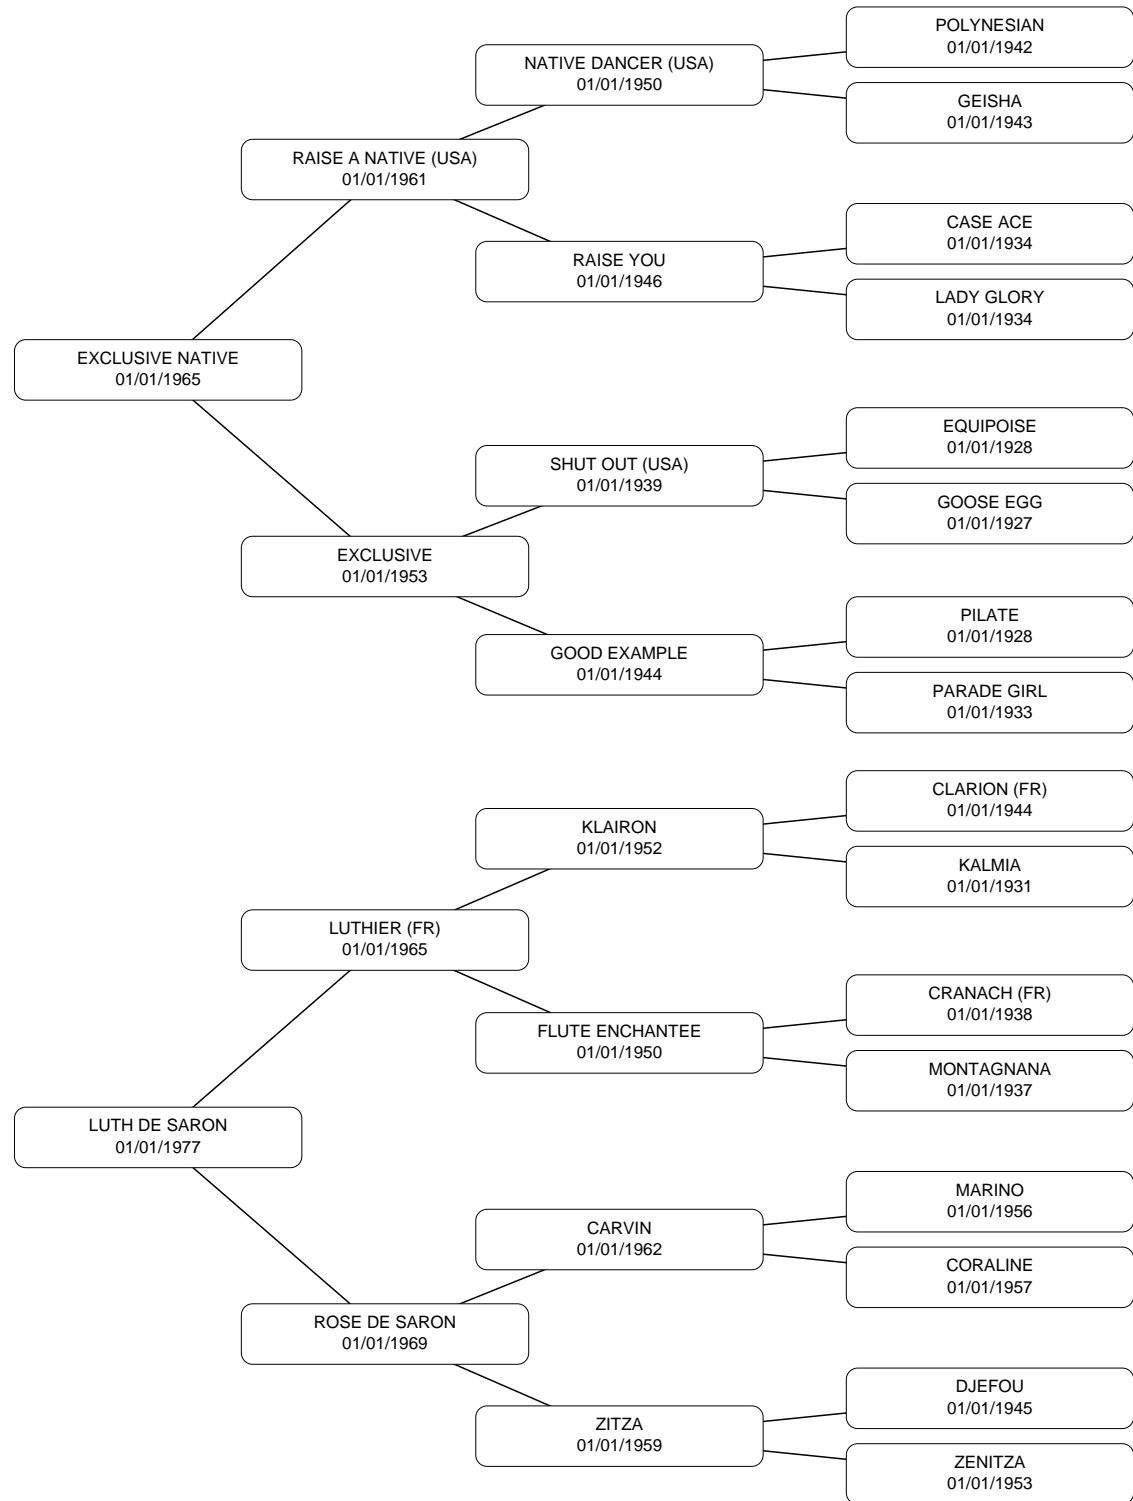 POLYNESIAN
01/01/1942
NATIVE DANCER (USA)
01/01/1950
GEISHA
01/01/1943
RAISE A NATIVE (USA)
01/01/1961
CASE ACE
01/01/1934
RAISE YOU
01/01/1946
LADY GLORY
01/01/1934
EXCLUSIVE NATIVE
01/01/1965
EQUIPOISE
01/01/1928
SHUT OUT (USA)
01/01/1939
GOOSE EGG
01/01/1927
EXCLUSIVE
01/01/1953
PILATE
01/01/1928
GOOD EXAMPLE
01/01/1944
PARADE GIRL
01/01/1933
CLARION (FR)
01/01/1944
KLAIRON
01/01/1952
KALMIA
01/01/1931
LUTHIER (FR)
01/01/1965
CRANACH (FR)
01/01/1938
FLUTE ENCHANTEE
01/01/1950
MONTAGNANA
01/01/1937
LUTH DE SARON
01/01/1977
MARINO
01/01/1956
CARVIN
01/01/1962
CORALINE
01/01/1957
ROSE DE SARON
01/01/1969
DJEFOU
01/01/1945
ZITZA
01/01/1959
ZENITZA
01/01/1953